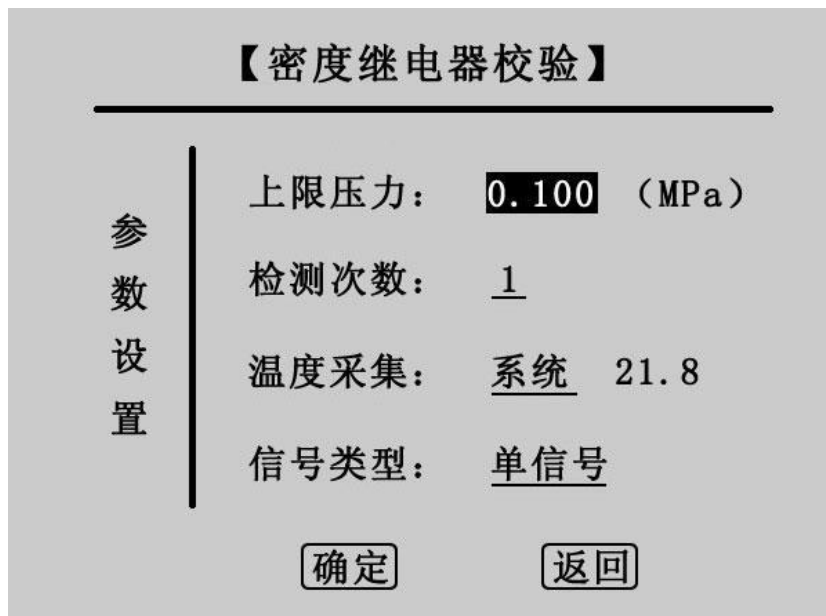 【密度继电器校验】
参数设置
上限压力： 0.100 （MPa）
检测次数： 1
温度采集： 系统 21.8
信号类型： 单信号
确定 返回